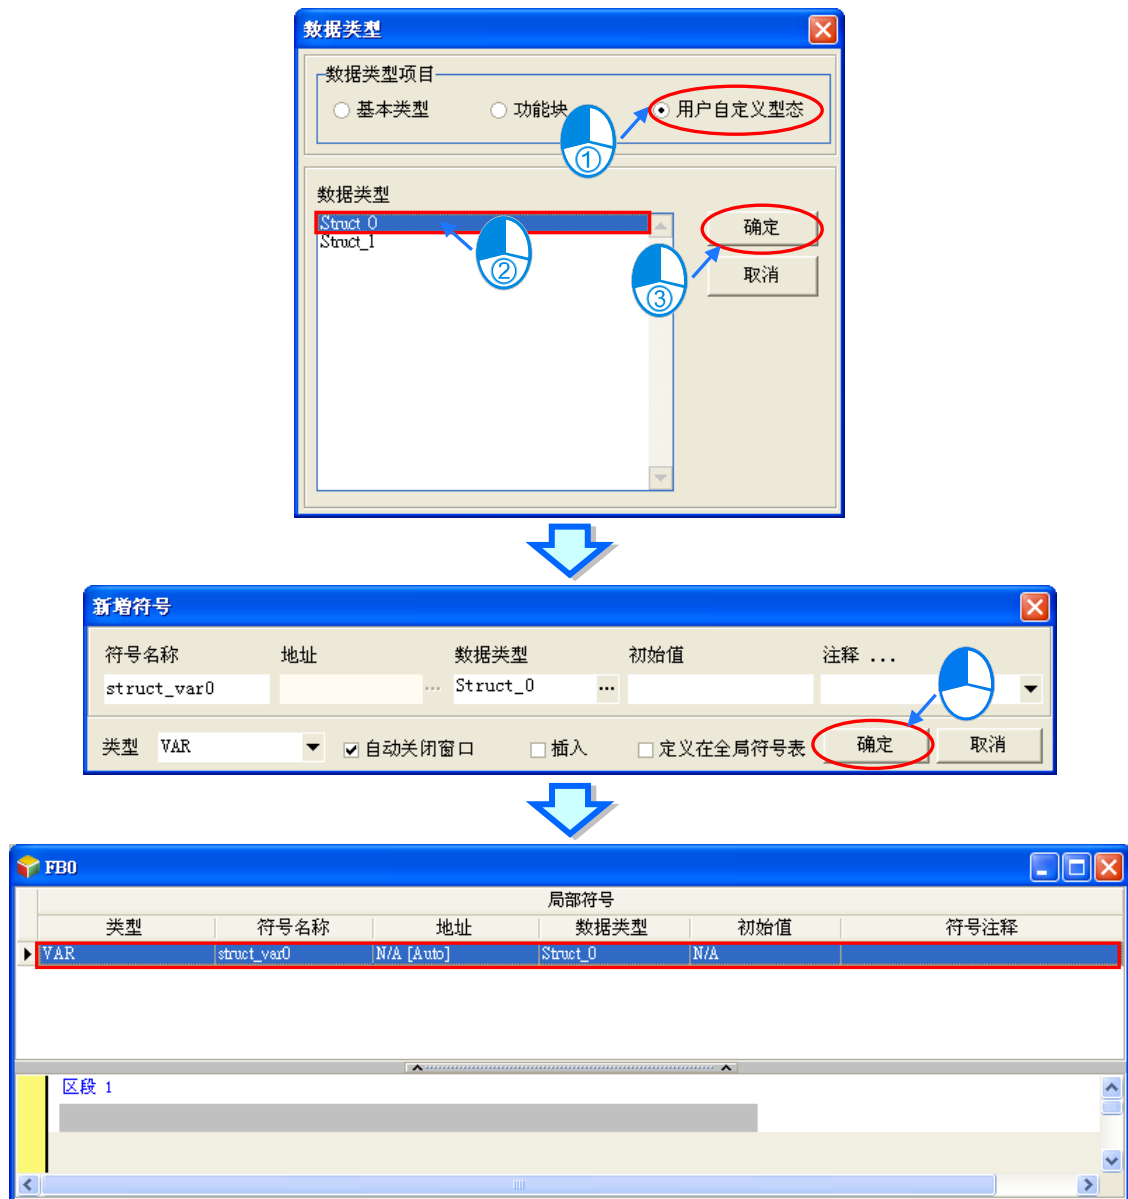 数据类型
数据类型项目
基本类型 功能块 用户自定义型态
①
数据类型
Struct_0
Struct_1
②
确定
③
取消
新增符号
符号名称 地址 数据类型 初始值 注释 ...
struct_var0 ... Struct_0 ...
类型 VAR 自动关闭窗口 插入 定义在全局符号表 确定 取消
FB0
局部符号
类型 符号名称 地址 数据类型 初始值 符号注释
VAR struct_var0 N/A [Auto] Struct_0 N/A
区段 1